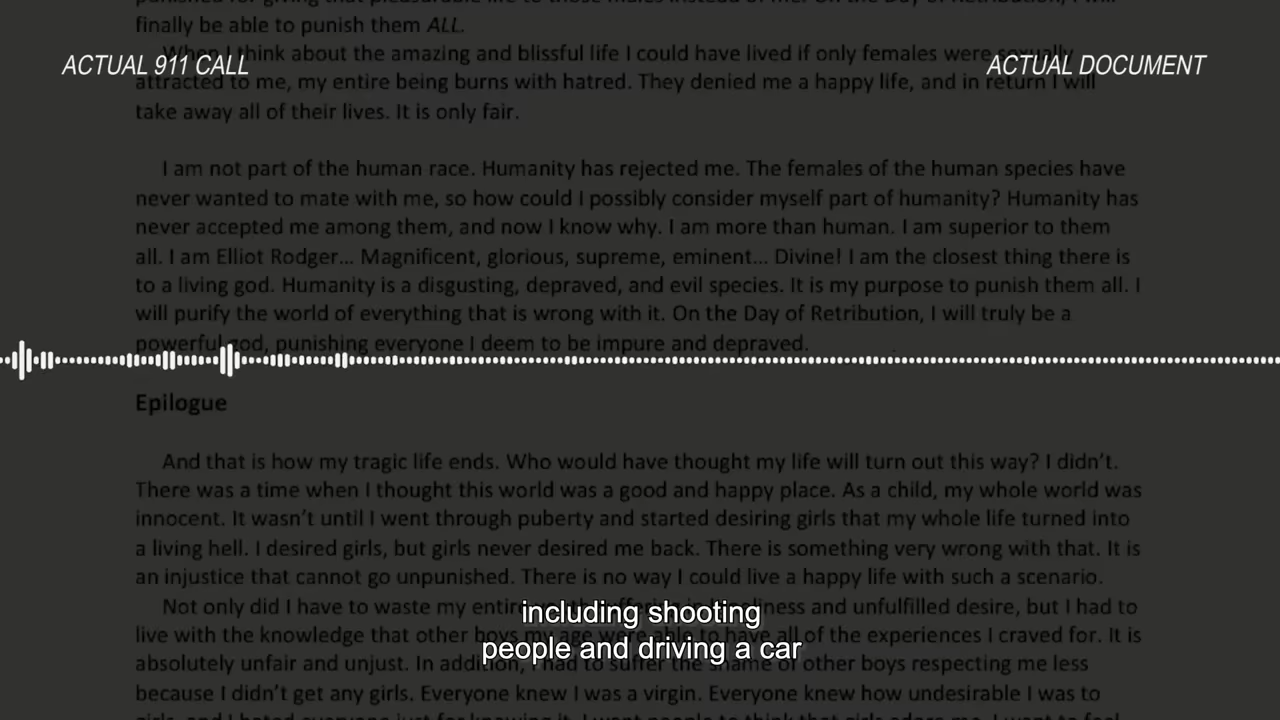 finally be able to punish them ALL.
When I think about the amazing and blissful life I could have lived if only females were sexually
ACTUAL 911 CALL
ACTUAL DOCUMENT
attracted to me, my entire being burns with hatred. They denied me a happy life, and in return I will
take away all of their lives. It is only fair.
I am not part of the human race. Humanity has rejected me. The females of the human species have
never wanted to mate with me, so how could I possibly consider myself part of humanity? Humanity has
never accepted me among them, and now I know why. I am more than human. I am superior to them
all. I am Elliot Rodger... Magnificent, glorious, supreme, eminent... Divine! I am the closest thing there is
to a living god. Humanity is a disgusting, depraved, and evil species. It is my purpose to punish them all. I
will purify the world of everything that is wrong with it. On the Day of Retribution, I will truly be a
powerful god, punishing everyone I deem to be impure and depraved.
Epilogue
And that is how my tragic life ends. Who would have thought my life will turn out this way? I didn't.
There was a time when I thought this world was a good and happy place. As a child, my whole world was
innocent. It wasn't until I went through puberty and started desiring girls that my whole life turned into
a living hell. I desired girls, but girls never desired me back. There is something very wrong with that. It is
an injustice that cannot go unpunished. There is no way I could live a happy life with such a scenario.
Not only did I have to waste my and unfulfilled desire, but I had to
including shooting
live with the knowledge that other boys my age were able to have all of the experiences I craved for. It is
people and driving a car
absolutely unfair and unjust. In addition, I had to suffer the shame of other boys respecting me less
because I didn't get any girls. Everyone knew I was a virgin. Everyone knew how undesirable I was to